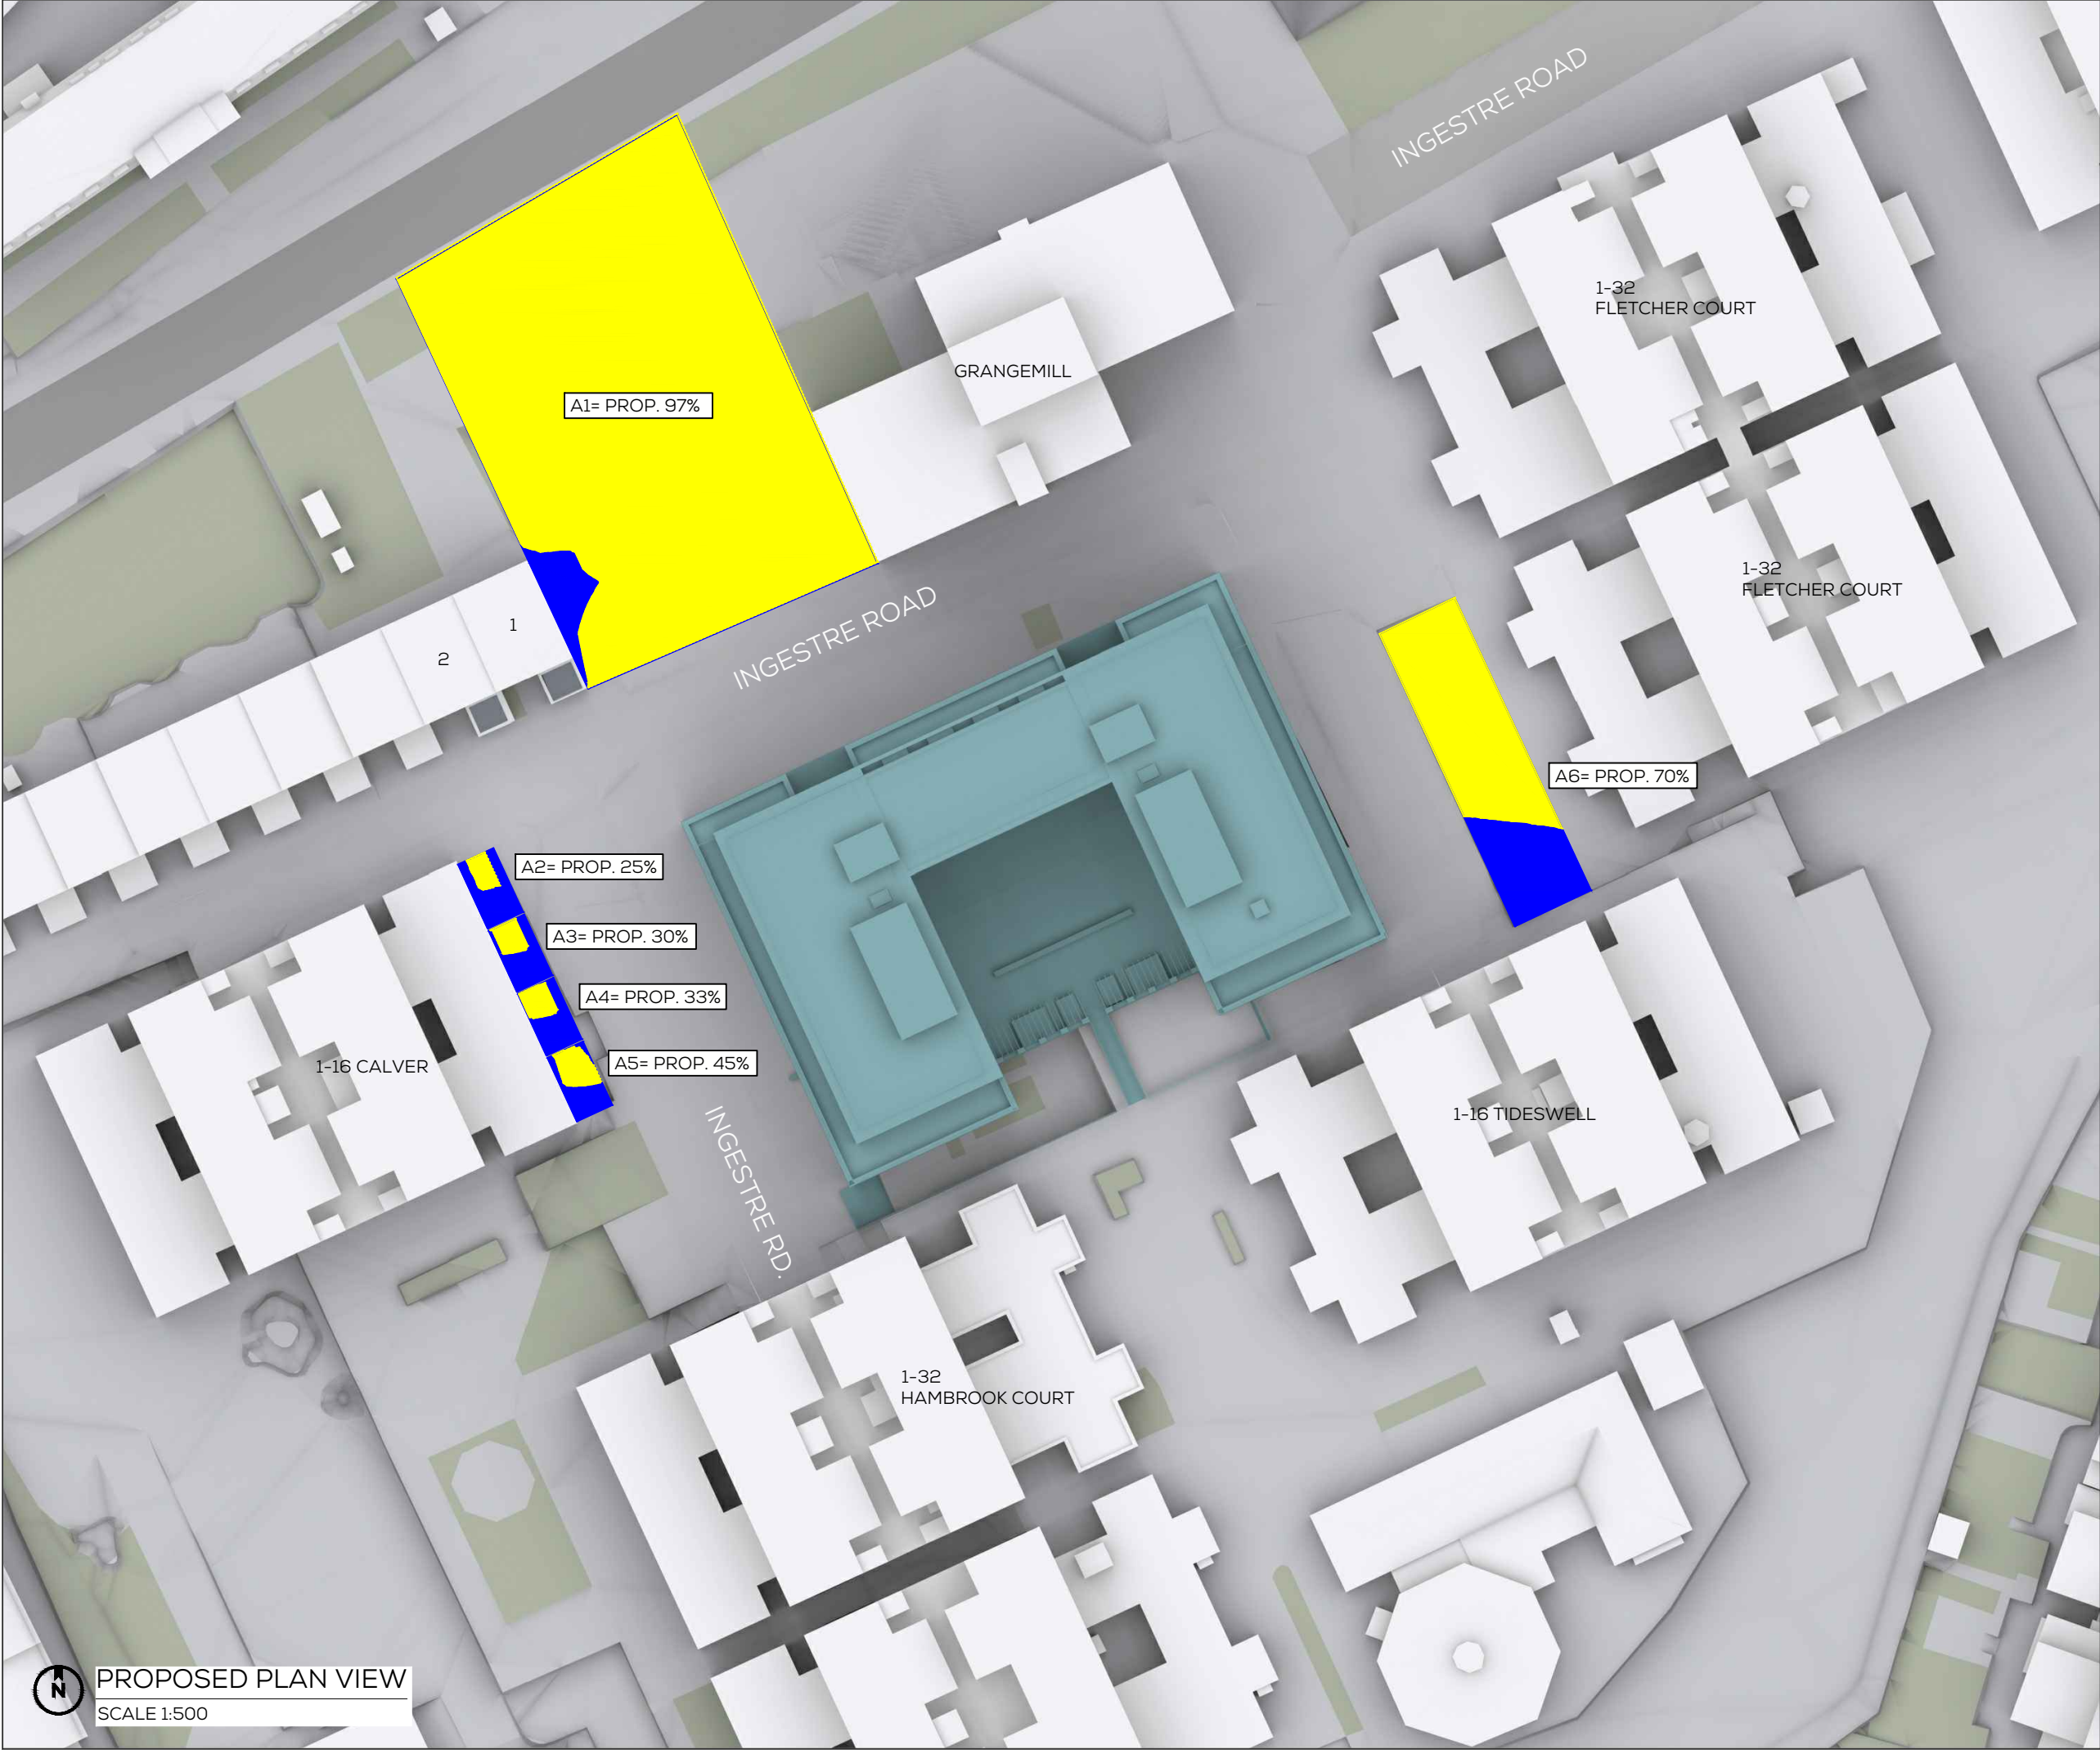 INGESTRE ROAD
1-32
FLETCHER COURT
GRANGEMILL
A1= PROP. 97%
1-32
FLETCHER COURT
1
2
INGESTRE ROAD
A6= PROP. 70%
A2= PROP. 25%
A3= PROP. 30%
A4= PROP. 33%
A5= PROP. 45%
1-16 CALVER
1-16 TIDESWELL
INGESTRE RD.
1-32
HAMBROOK COURT
N
PROPOSED PLAN VIEW
SCALE 1:500